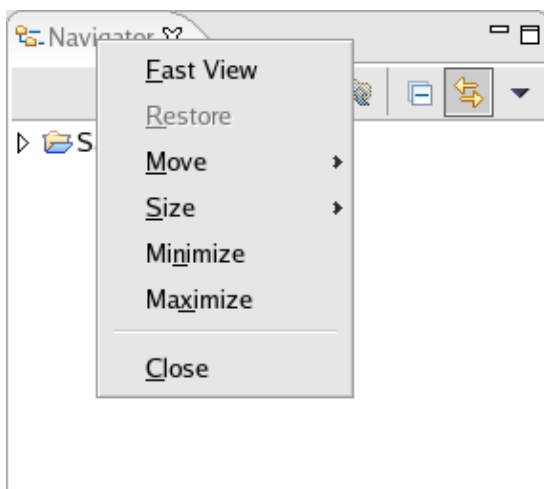 Navigator
Fast View
Restore
S
Move
Size
Minimize
Maximize
Close